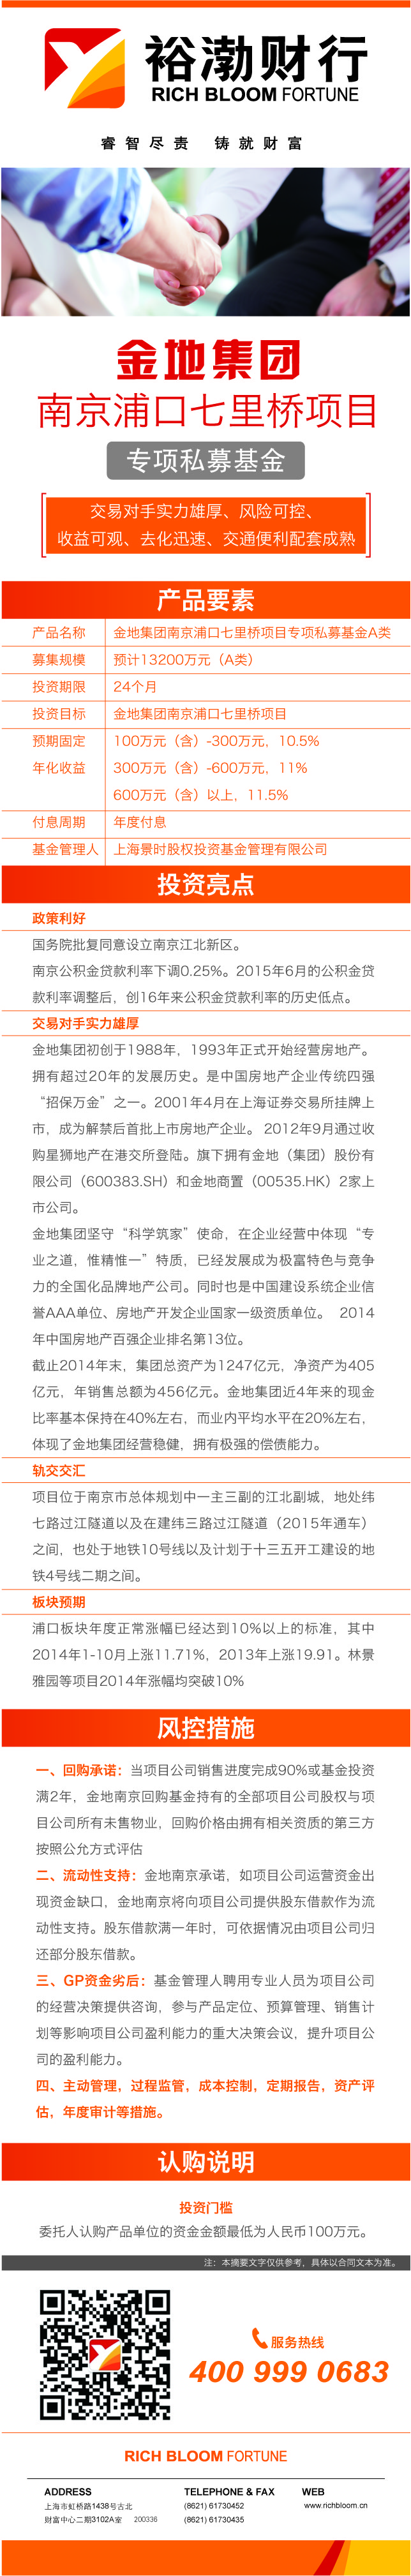 裕渤财行
RICH BLOOM FORTUNE
睿智尽责 铸就财富
金地集团
南京浦口七里桥项目
专项私募基金
交易对手实力雄厚、风险可控、
收益可观、去化迅速、交通便利配套成熟
产品要素
产品名称 金地集团南京浦口七里桥项目专项私募基金A类
募集规模 预计13200万元（A类）
投资期限 24个月
投资目标 金地集团南京浦口七里桥项目
预期固定 100万元（含）-300万元，10.5%
年化收益 300万元（含）-600万元，11%
600万元（含）以上，11.5%
付息周期 年度付息
基金管理人 上海景时股权投资基金管理有限公司
投资亮点
政策利好
国务院批复同意设立南京江北新区。
南京公积金贷款利率下调0.25%。2015年6月的公积金贷
款利率调整后，创16年来公积金贷款利率的历史低点。
交易对手实力雄厚
金地集团初创于1988年，1993年正式开始经营房地产。
拥有超过20年的发展历史。是中国房地产企业传统四强
“招保万金”之一。2001年4月在上海证券交易所挂牌上
市，成为解禁后首批上市房地产企业。 2012年9月通过收
购星狮地产在港交所登陆。旗下拥有金地（集团）股份有
限公司（600383.SH）和金地商置（00535.HK）2家上
市公司。
金地集团坚守“科学筑家”使命，在企业经营中体现“专
业之道，惟精惟一”特质，已经发展成为极富特色与竞争
力的全国化品牌地产公司。同时也是中国建设系统企业信
誉AAA单位、房地产开发企业国家一级资质单位。 2014
年中国房地产百强企业排名第13位。
截止2014年末，集团总资产为1247亿元，净资产为405
亿元，年销售总额为456亿元。金地集团近4年来的现金
比率基本保持在40%左右，而业内平均水平在20%左右，
体现了金地集团经营稳健，拥有极强的偿债能力。
轨交交汇
项目位于南京市总体规划中一主三副的江北副城，地处纬
七路过江隧道以及在建纬三路过江隧道（2015年通车）
之间，也处于地铁10号线以及计划于十三五开工建设的地
铁4号线二期之间。
板块预期
浦口板块年度正常涨幅已经达到10%以上的标准，其中
2014年1-10月上涨11.71%，2013年上涨19.91。林景
雅园等项目2014年涨幅均突破10%
风控措施
一、回购承诺：当项目公司销售进度完成90%或基金投资
满2年，金地南京回购基金持有的全部项目公司股权与项
目公司所有未售物业，回购价格由拥有相关资质的第三方
按照公允方式评估
二、流动性支持：金地南京承诺，如项目公司运营资金出
现资金缺口，金地南京将向项目公司提供股东借款作为流
动性支持。股东借款满一年时，可依据情况由项目公司归
还部分股东借款。
三、GP资金劣后：基金管理人聘用专业人员为项目公司
的经营决策提供咨询，参与产品定位、预算管理、销售计
划等影响项目公司盈利能力的重大决策会议，提升项目公
司的盈利能力。
四、主动管理，过程监管，成本控制，定期报告，资产评
估，年度审计等措施。
认购说明
投资门槛
委托人认购产品单位的资金金额最低为人民币100万元。
注：本摘要文字仅供参考，具体以合同文本为准。
服务热线
400 999 0683
RICH BLOOM FORTUNE
ADDRESS TELEPHONE & FAX WEB
上海市虹桥路1438号古北 (8621) 61730452 www.richbloom.cn
财富中心二期3102A室 200336 (8621) 61730435